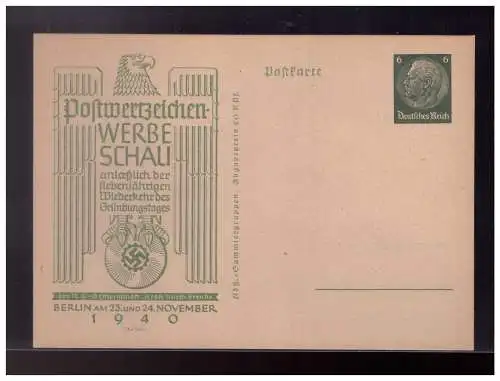 Postwertzeichen-
WERBE
SCHAU
anläßlich der
siebenjährigen
Wiederkehr des
Gründungstages
BERLIN AM 23. UND 24. NOVEMBER
1940
Postkarte
6 6
Deutsches Reich